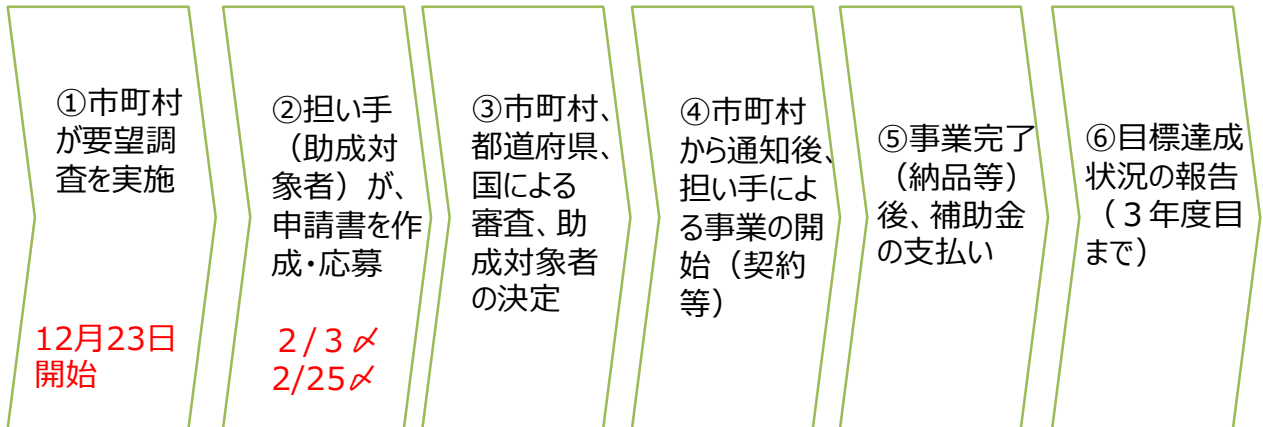 ①市町村
が要望調
査を実施
12月23日
開始
②担い手
（助成対
象者）が、
申請書を作
成・応募
2/3〆
2/25〆
③市町村、
都道府県、
国による
審査、助
成対象者
の決定
④市町村
から通知後、
担い手によ
る事業の開
始（契約
等）
⑤事業完了
（納品等）
後、補助金
の支払い
⑥目標達成
状況の報告
（３年度目
まで）